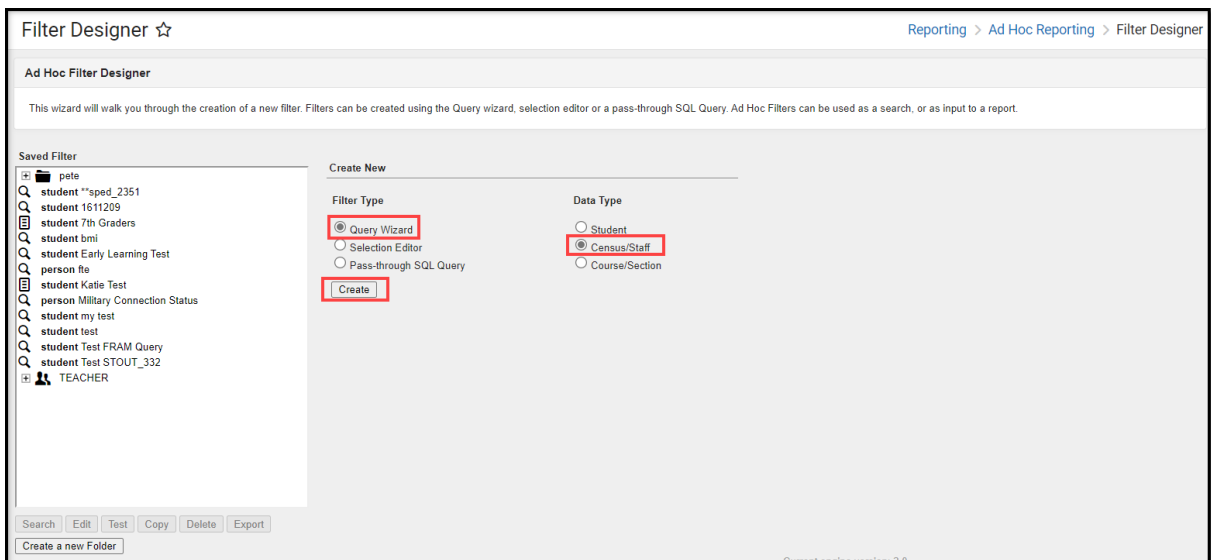 Filter Designer ☆
Reporting > Ad Hoc Reporting > Filter Designer
Ad Hoc Filter Designer
This wizard will walk you through the creation of a new filter. Filters can be created using the Query wizard, selection editor or a pass-through SQL Query. Ad Hoc Filters can be used as a search, or as input to a report.
Saved Filter
pete
student **sped_2351
student 1611209
student 7th Graders
student bmi
student Early Learning Test
person fte
student Katie Test
person Military Connection Status
student my test
student test
student Test FRAM Query
student Test STOUT_332
TEACHER
Search Edit Test Copy Delete Export
Create a new Folder
Create New
Filter Type
Query Wizard
Selection Editor
Pass-through SQL Query
Create
Data Type
Student
Census/Staff
Course/Section